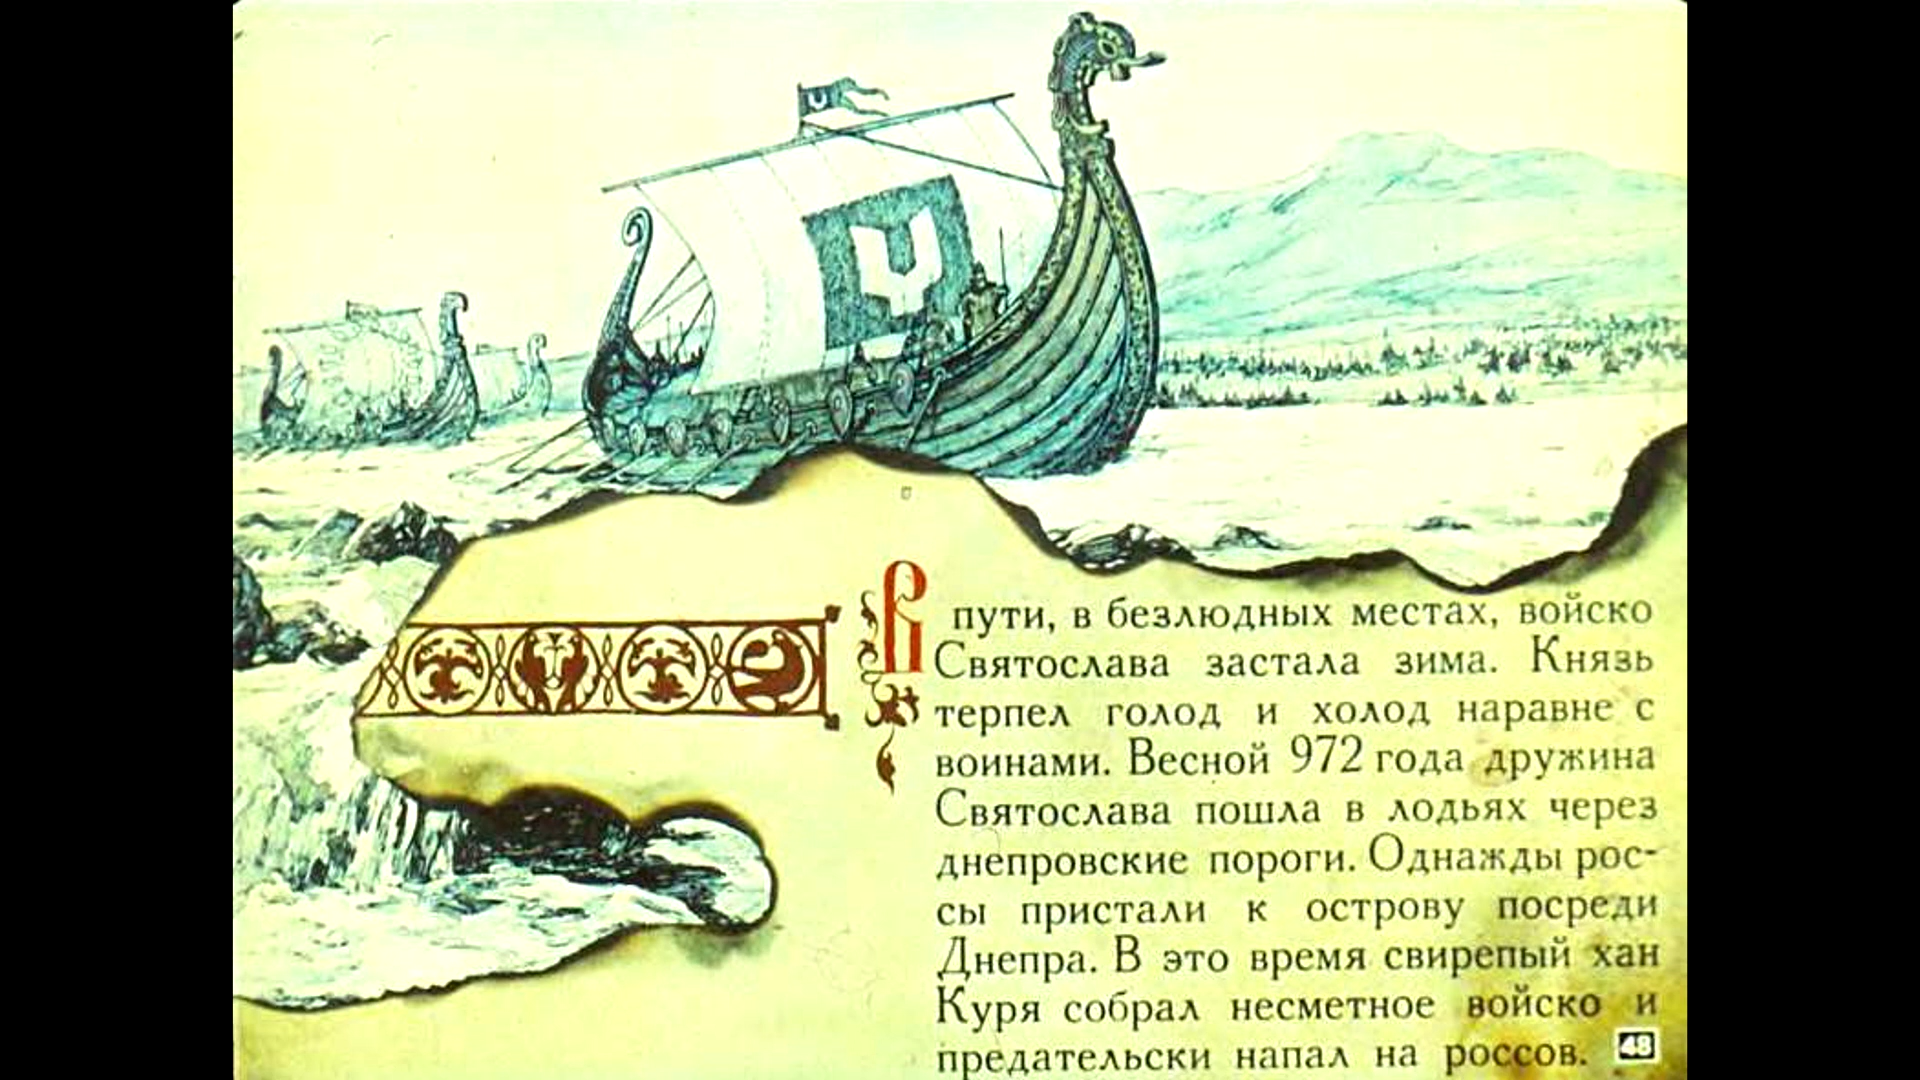 В пути, в безлюдных местах, войско
Святослава застала зима. Князь
терпел голод и холод наравне с
воинами. Весной 972 года дружина
Святослава пошла в лодьях через
днепровские пороги. Однажды рос-
сы пристали к острову посреди
Днепра. В это время свирепый хан
Куря собрал несметное войско и
предательски напал на россов.
48